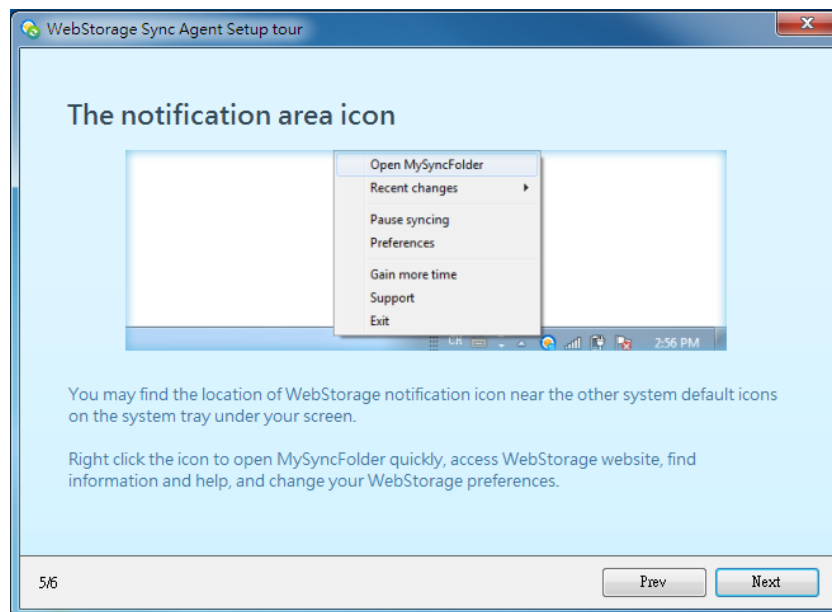 WebStorage Sync Agent Setup tour
The notification area icon
Open MySyncFolder
Recent changes
Pause syncing
Preferences
Gain more time
Support
Exit
CH
2:56 PM
You may find the location of WebStorage notification icon near the other system default icons
on the system tray under your screen.
Right click the icon to open MySyncFolder quickly, access WebStorage website, find
information and help, and change your WebStorage preferences.
5/6
Prev
Next